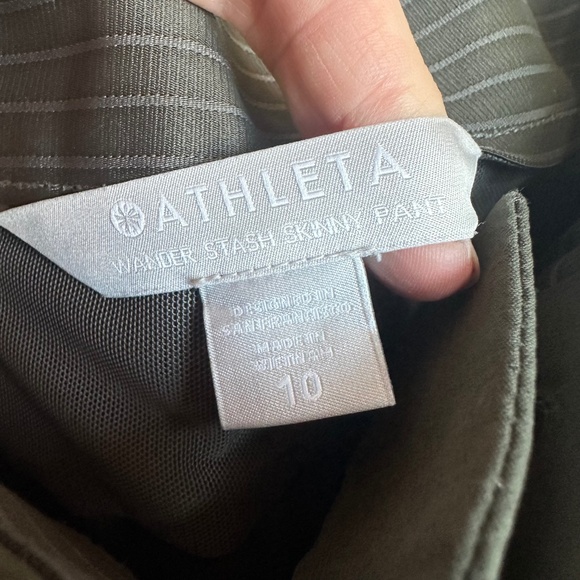 ATHLETA
WANDER STASH SKINNY PANT
DESIGNED IN
SAN FRANCISCO
MADE IN
VIETNAM
10